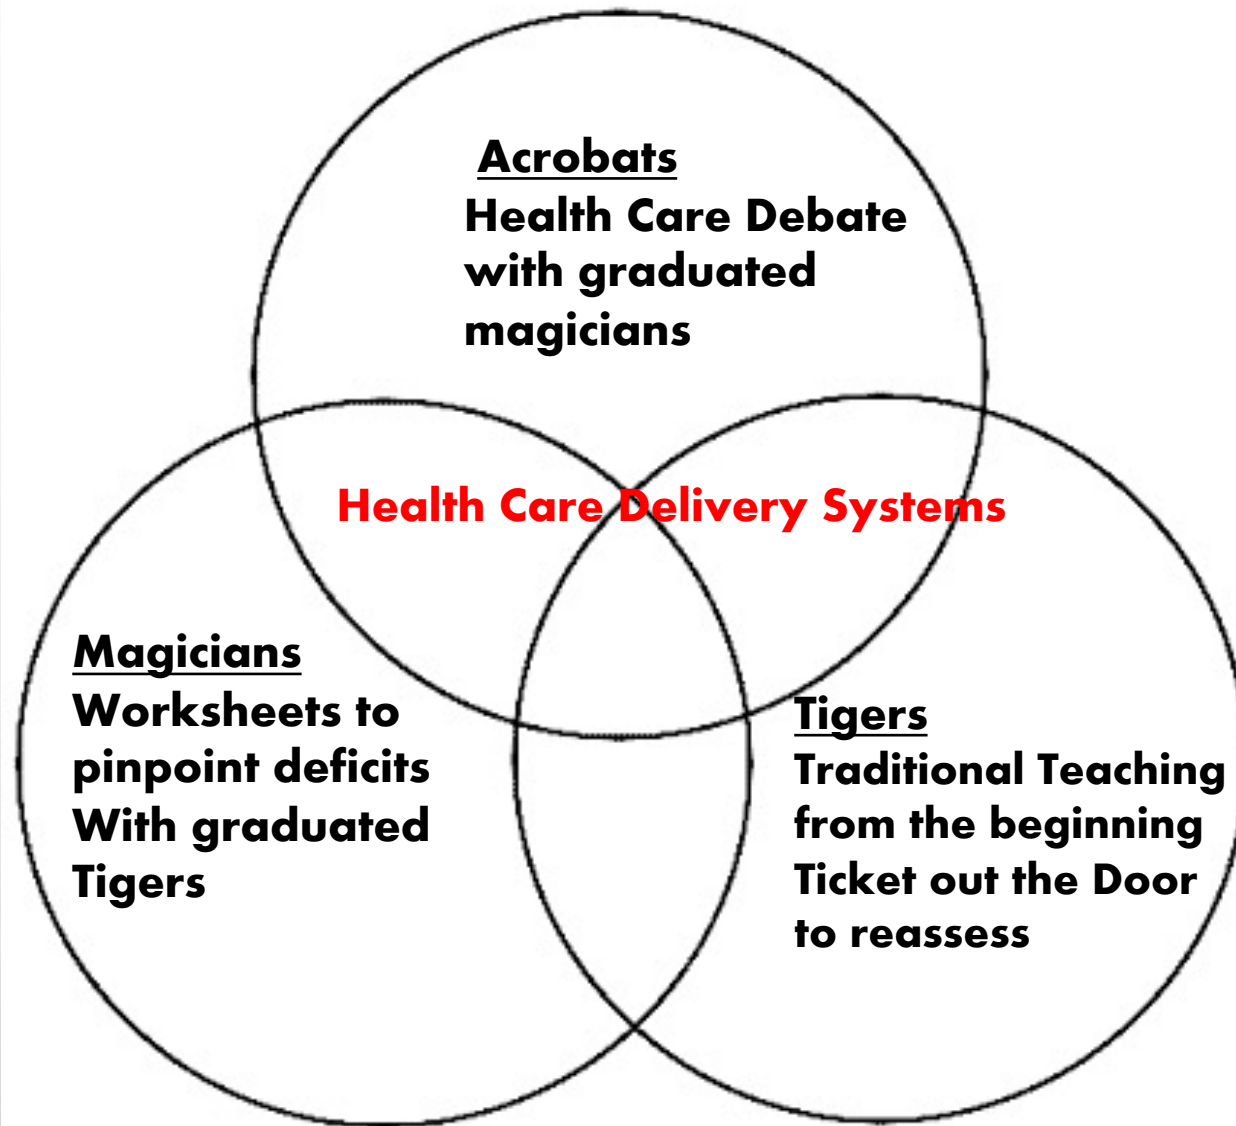 Acrobats
Health Care Debate
with graduated
magicians
Health Care Delivery Systems
Magicians
Worksheets to
pinpoint deficits
With graduated
Tigers
Tigers
Traditional Teaching
from the beginning
Ticket out the Door
to reassess